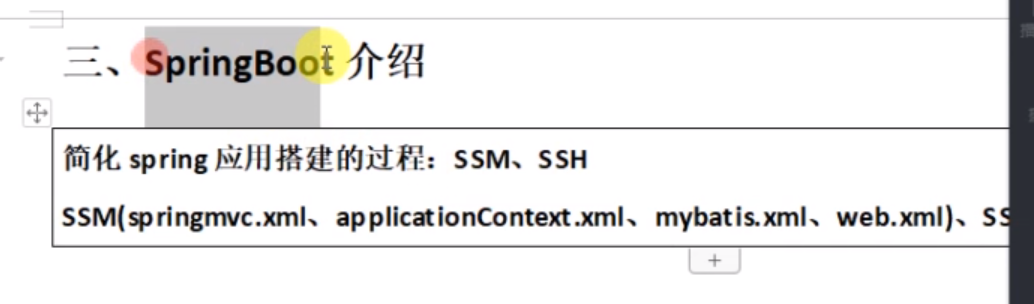 三、SpringBoot 介绍
简化 spring 应用搭建的过程：SSM、SSH
SSM(springmvc.xml、applicationContext.xml、mybatis.xml、web.xml)、SS